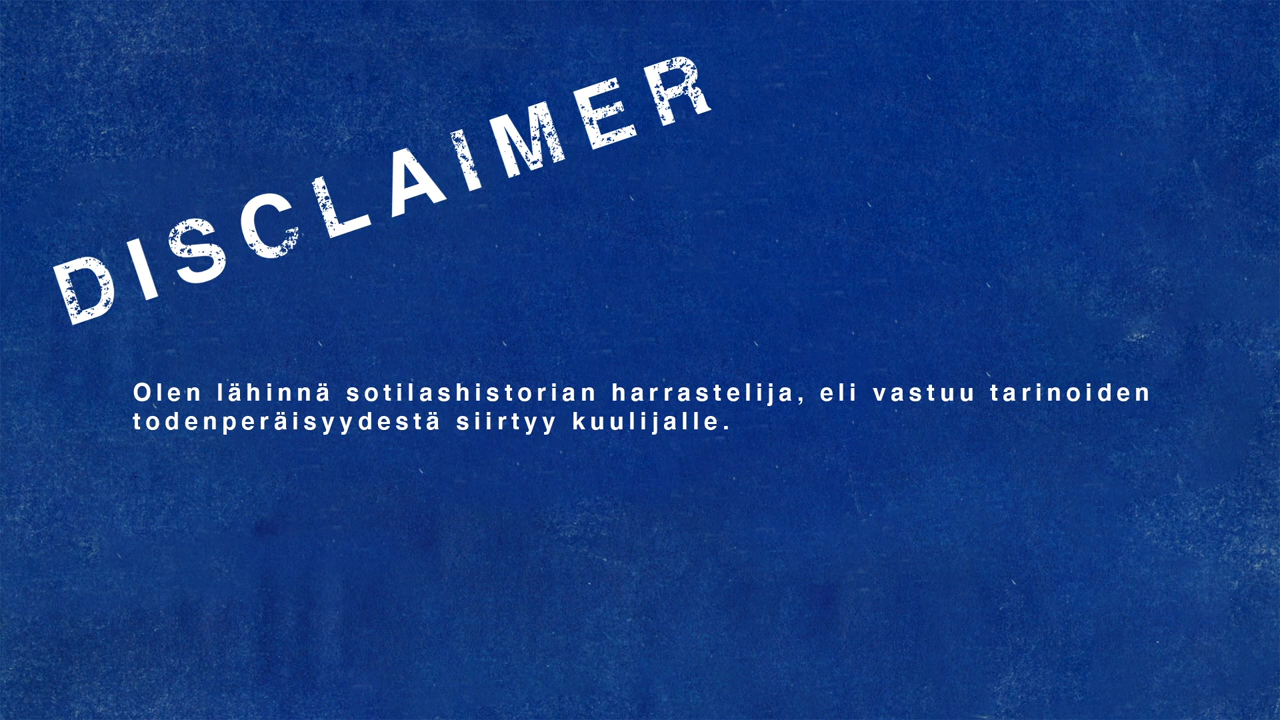 DISCLAIMER
Olen lähinnä sotilashistorian harrastelija, eli vastuu tarinoiden
todenperäisyydestä siirtyy kuulijalle.